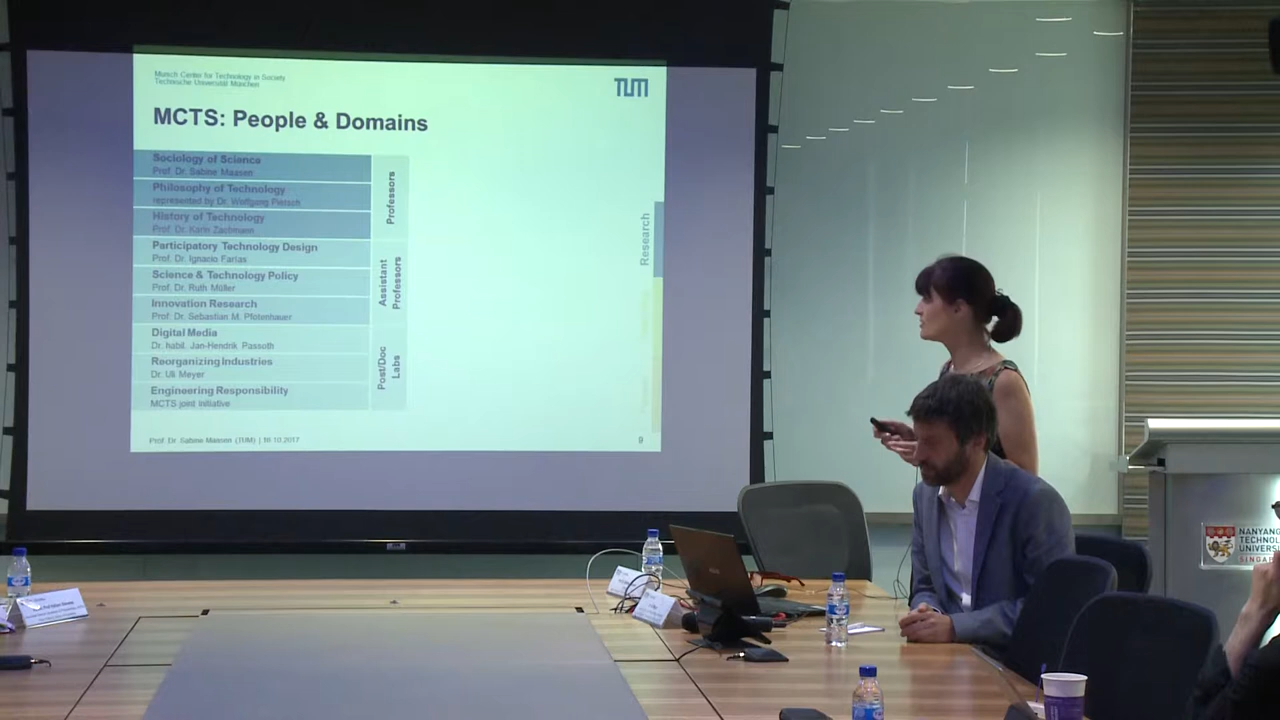 Munich Center for Technology in Society
Technische Universität München
TUM
MCTS: People & Domains
Sociology of Science
Prof. Dr. Sabine Maasen
Philosophy of Technology
represented by Dr. Wolfgang Pietsch
History of Technology
Prof. Dr. Karin Zachmann
Professors
Participatory Technology Design
Prof. Dr. Ignacio Farías
Science & Technology Policy
Prof. Dr. Ruth Müller
Innovation Research
Prof. Dr. Sebastian M. Pfotenhauer
Assistant
Professors
Digital Media
Dr. habil. Jan-Hendrik Passoth
Reorganizing Industries
Dr. Uli Meyer
Engineering Responsibility
MCTS joint initiative
Post/Doc
Labs
Research
Prof. Dr. Sabine Maasen (TUM) | 18.10.2017
9
NANYANG
TECHNOL
UNIVERSI
SINGAP